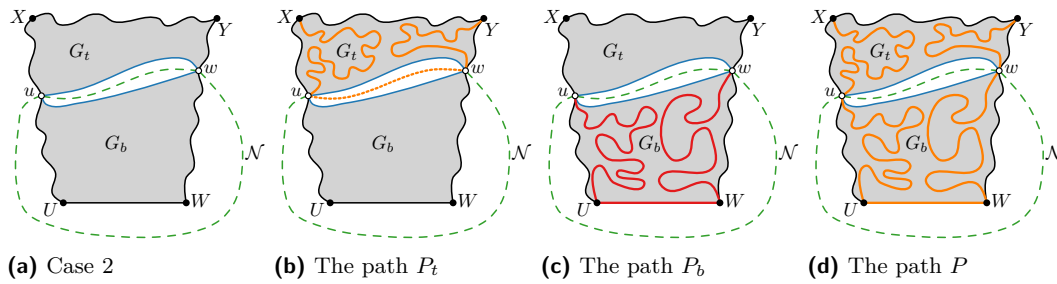 X Y X Y X Y X Y
G_t G_t G_t G_t
w w w w
u u u u
G_b G_b G_b G_b
𝒩 𝒩 𝒩
U W U W U W U W
(a) Case 2 (b) The path P_t (c) The path P_b (d) The path P